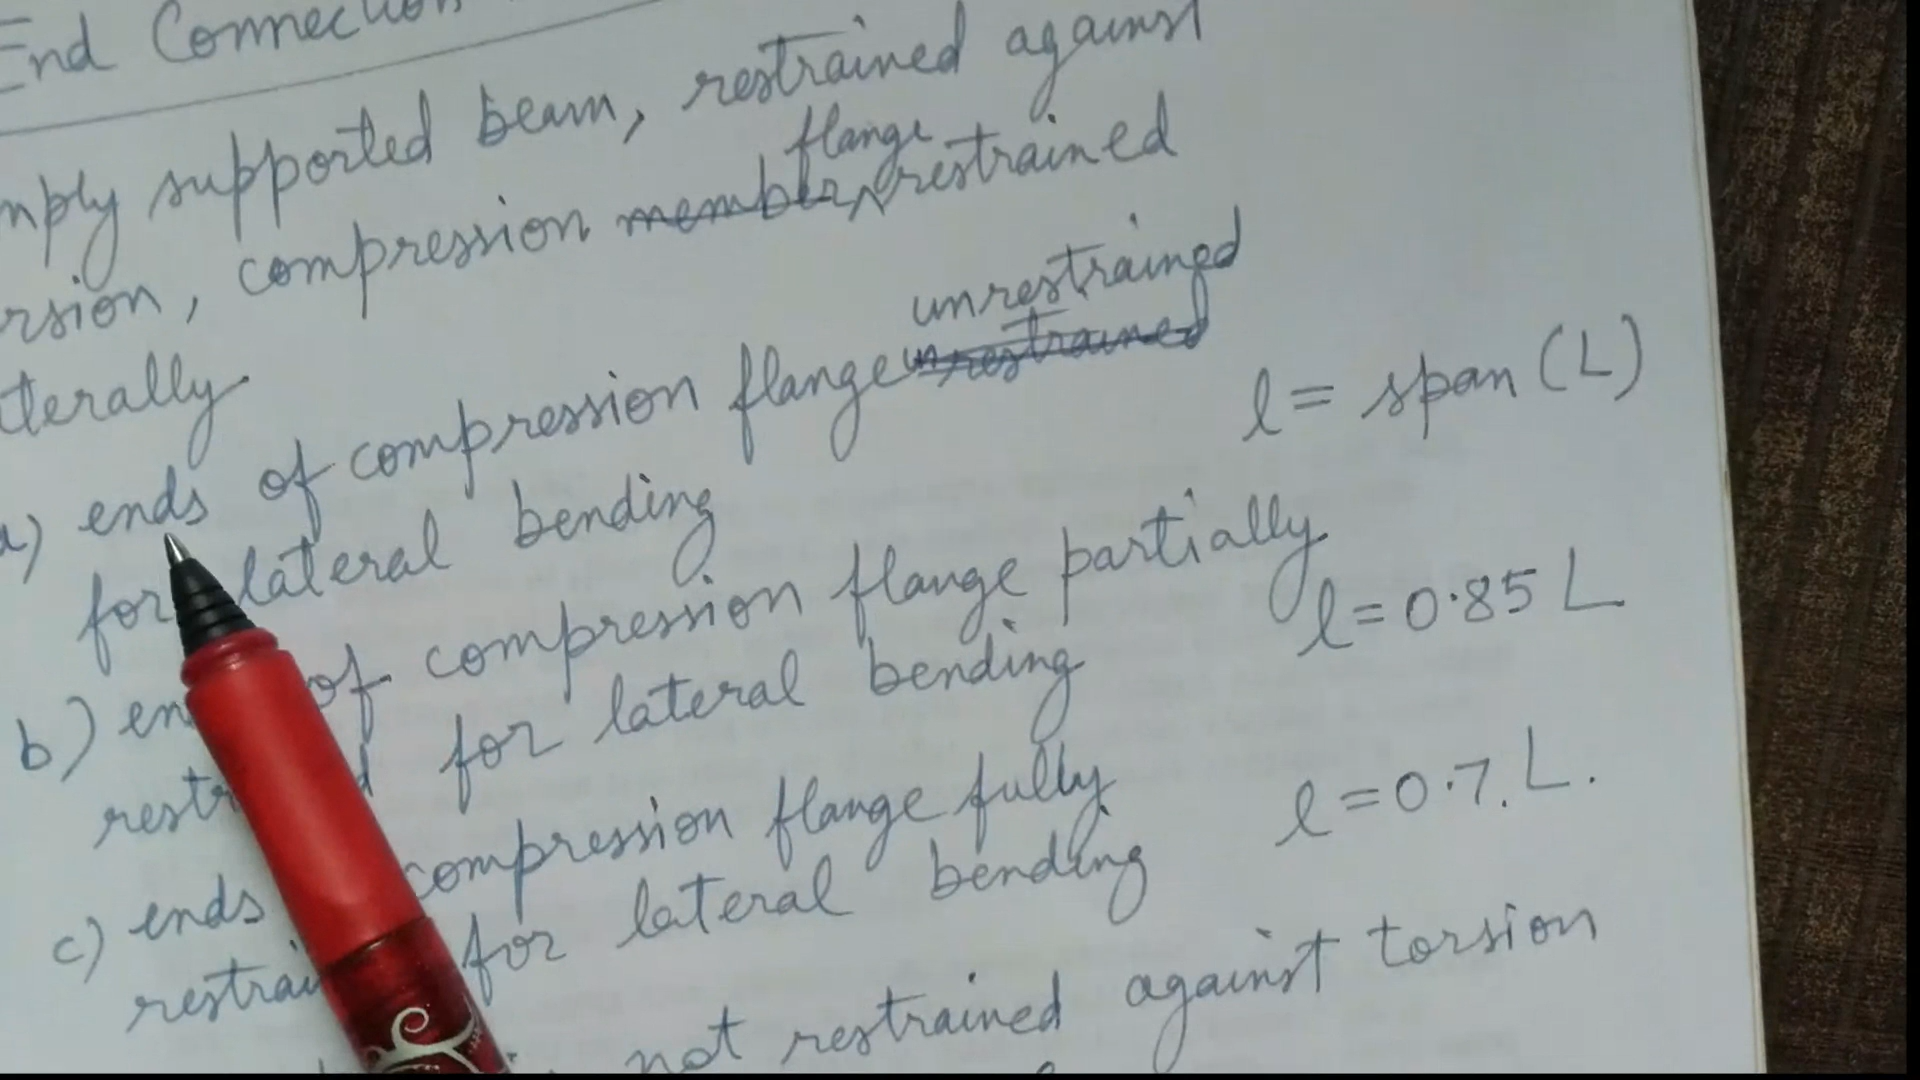 End Connection
mply supported beam, restrained against
rsion, compression member flange restrained
terally
a) ends of compression flange unrestrained l = span (L)
for lateral bending
b) en of compression flange partially l = 0.85 L
restr d for lateral bending
c) ends compression flange fully l = 0.7. L.
restrai for lateral bending
not restrained against torsion